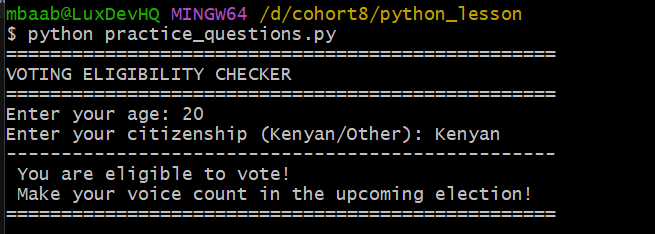 mbaab@LuxDevHQ MINGW64 /d/cohort8/python_lesson
$ python practice_questions.py
=======================================================
VOTING ELIGIBILITY CHECKER
=======================================================
Enter your age: 20
Enter your citizenship (Kenyan/Other): Kenyan
-------------------------------------------------------
 You are eligible to vote!
 Make your voice count in the upcoming election!
=======================================================